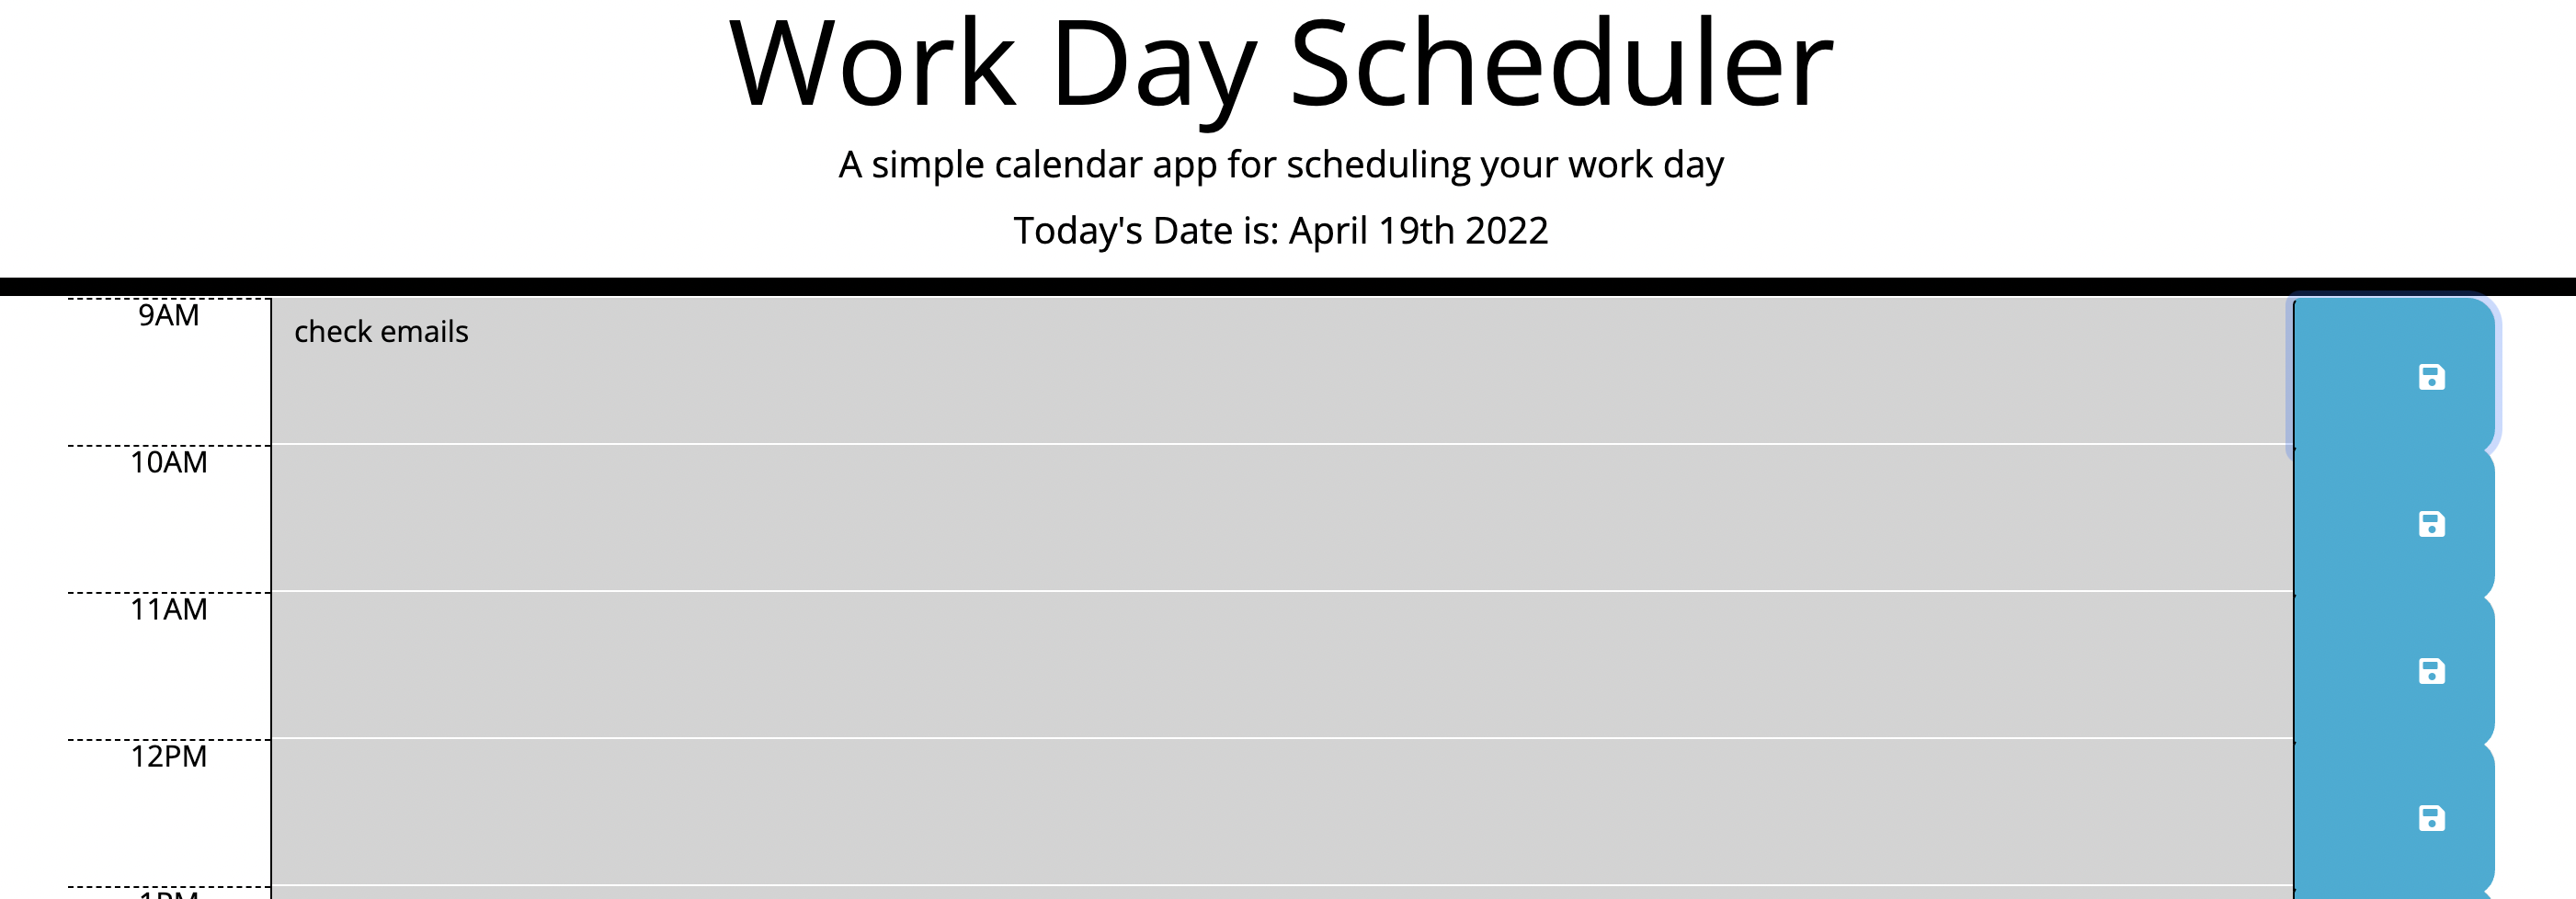 Work Day Scheduler
A simple calendar app for scheduling your work day
Today's Date is: April 19th 2022
9AM
check emails
10AM
11AM
12PM
1PM